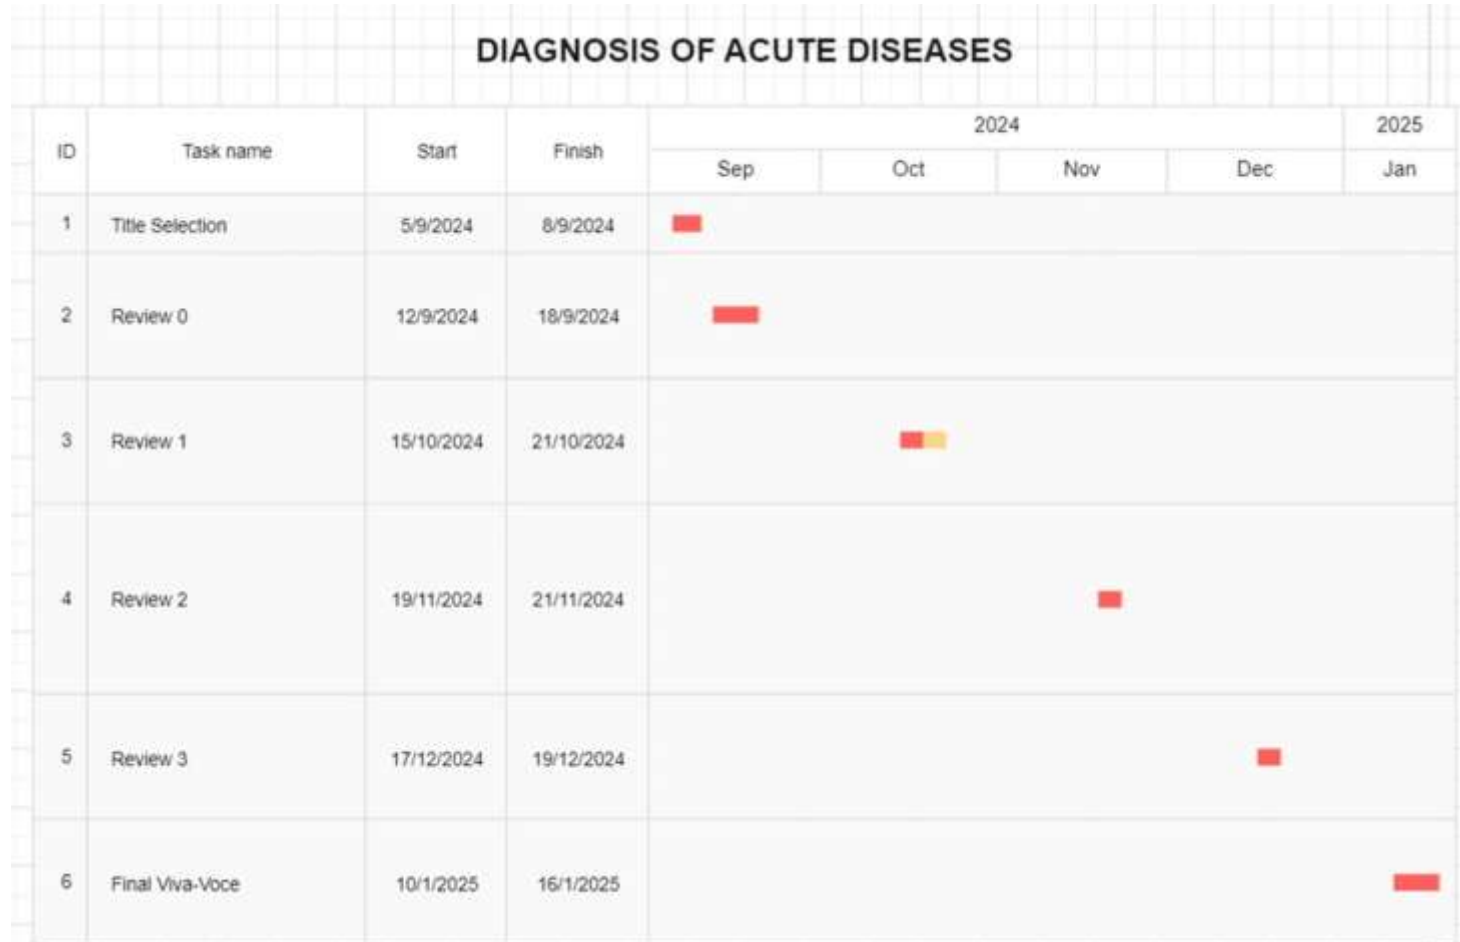 DIAGNOSIS OF ACUTE DISEASES
ID Task name Start Finish 2024 2025
Sep Oct Nov Dec Jan
1 Title Selection 5/9/2024 8/9/2024
2 Review 0 12/9/2024 18/9/2024
3 Review 1 15/10/2024 21/10/2024
4 Review 2 19/11/2024 21/11/2024
5 Review 3 17/12/2024 19/12/2024
6 Final Viva-Voce 10/1/2025 16/1/2025